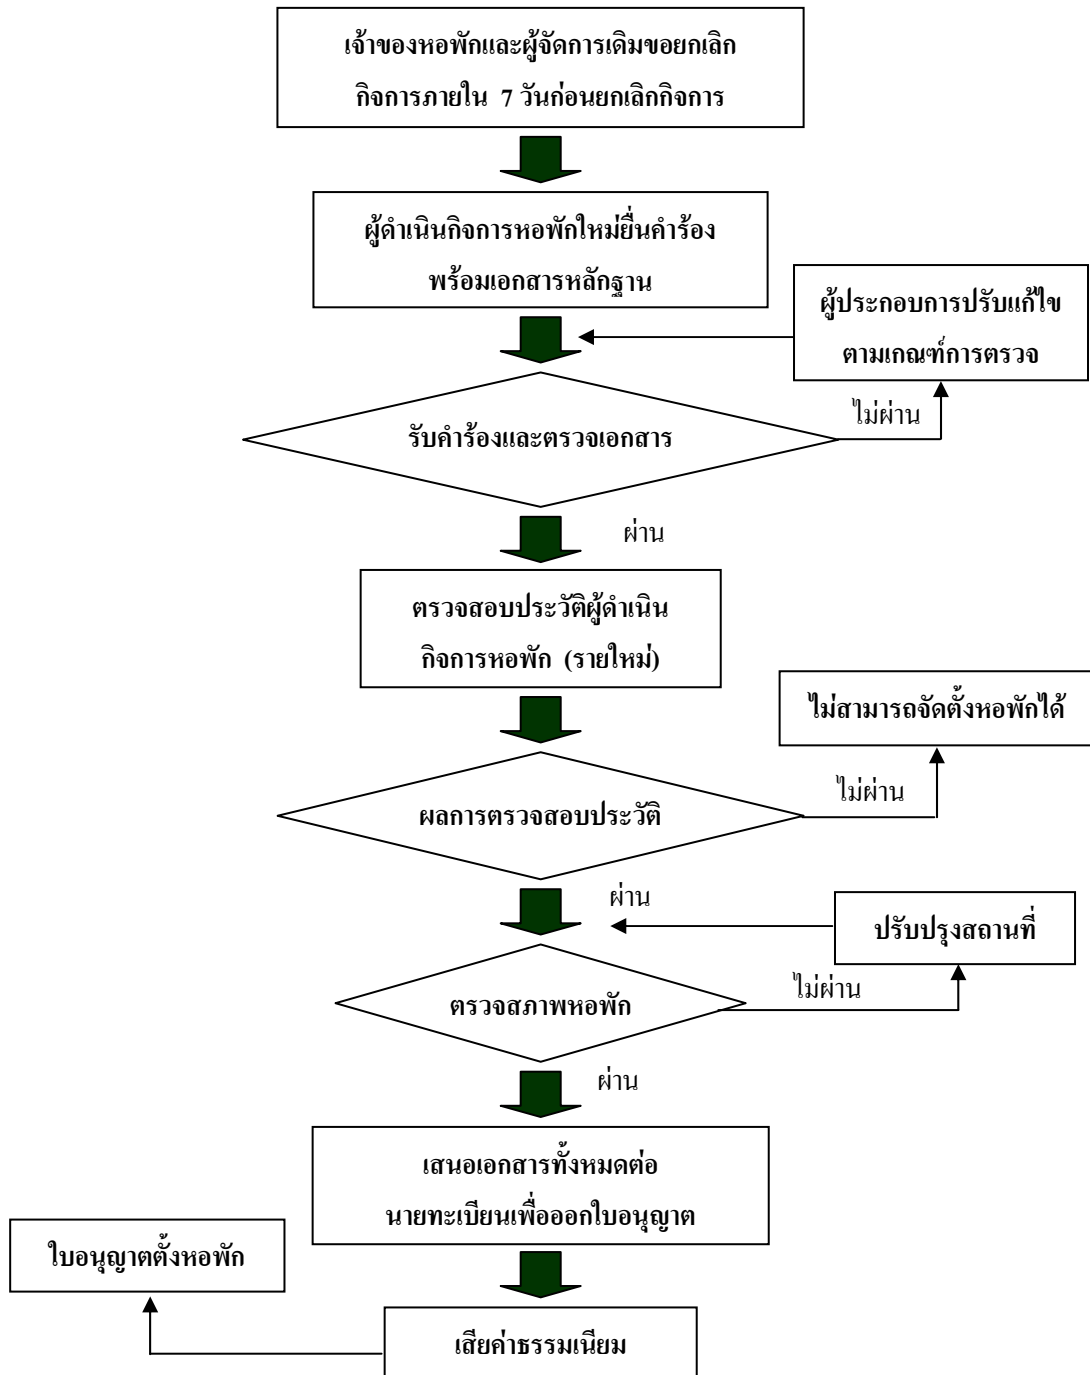 เจ้าของหอพักและผู้จัดการเดิมขอยกเลิก
กิจการภายใน 7 วันก่อนยกเลิกกิจการ
ผู้ดำเนินกิจการหอพักใหม่ยื่นคำร้อง
พร้อมเอกสารหลักฐาน
ผู้ประกอบการปรับแก้ไข
ตามเกณฑ์การตรวจ
ไม่ผ่าน
รับคำร้องและตรวจเอกสาร
ผ่าน
ตรวจสอบประวัติผู้ดำเนิน
กิจการหอพัก (รายใหม่)
ไม่สามารถจัดตั้งหอพักได้
ไม่ผ่าน
ผลการตรวจสอบประวัติ
ผ่าน
ปรับปรุงสถานที่
ไม่ผ่าน
ตรวจสภาพหอพัก
ผ่าน
เสนอเอกสารทั้งหมดต่อ
นายทะเบียนเพื่อออกใบอนุญาต
ใบอนุญาตตั้งหอพัก
เสียค่าธรรมเนียม